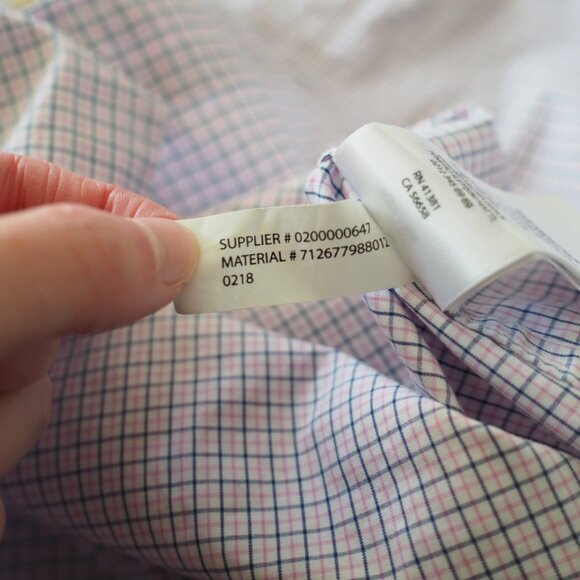 SUPPLIER # 0200000647
MATERIAL # 712677988012
0218
RN 41381
CA 56658